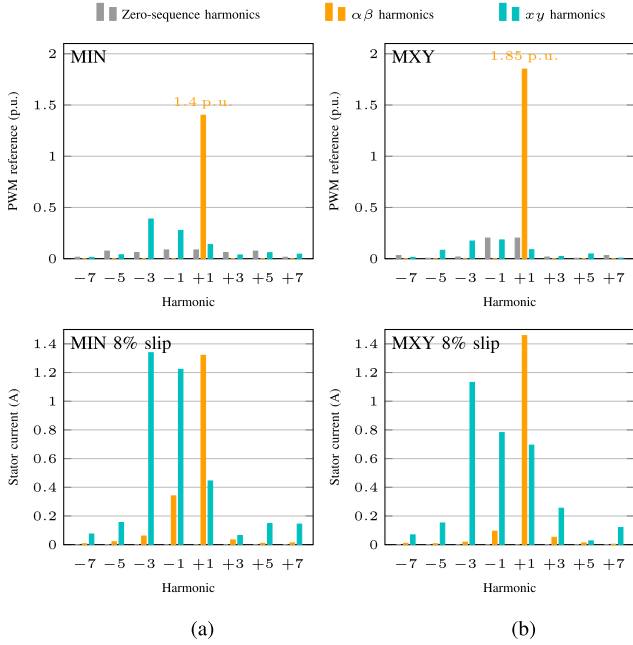 Zero-sequence harmonics αβ harmonics xy harmonics
MIN
1.4 p.u.
PWM reference (p.u.)
2
1.5
1
0.5
0
−7 −5 −3 −1 +1 +3 +5 +7
Harmonic
MXY
1.85 p.u.
PWM reference (p.u.)
2
1.5
1
0.5
0
−7 −5 −3 −1 +1 +3 +5 +7
Harmonic
MIN 8% slip
Stator current (A)
1.4
1.2
1
0.8
0.6
0.4
0.2
0
−7 −5 −3 −1 +1 +3 +5 +7
Harmonic
MXY 8% slip
Stator current (A)
1.4
1.2
1
0.8
0.6
0.4
0.2
0
−7 −5 −3 −1 +1 +3 +5 +7
Harmonic
(a) (b)